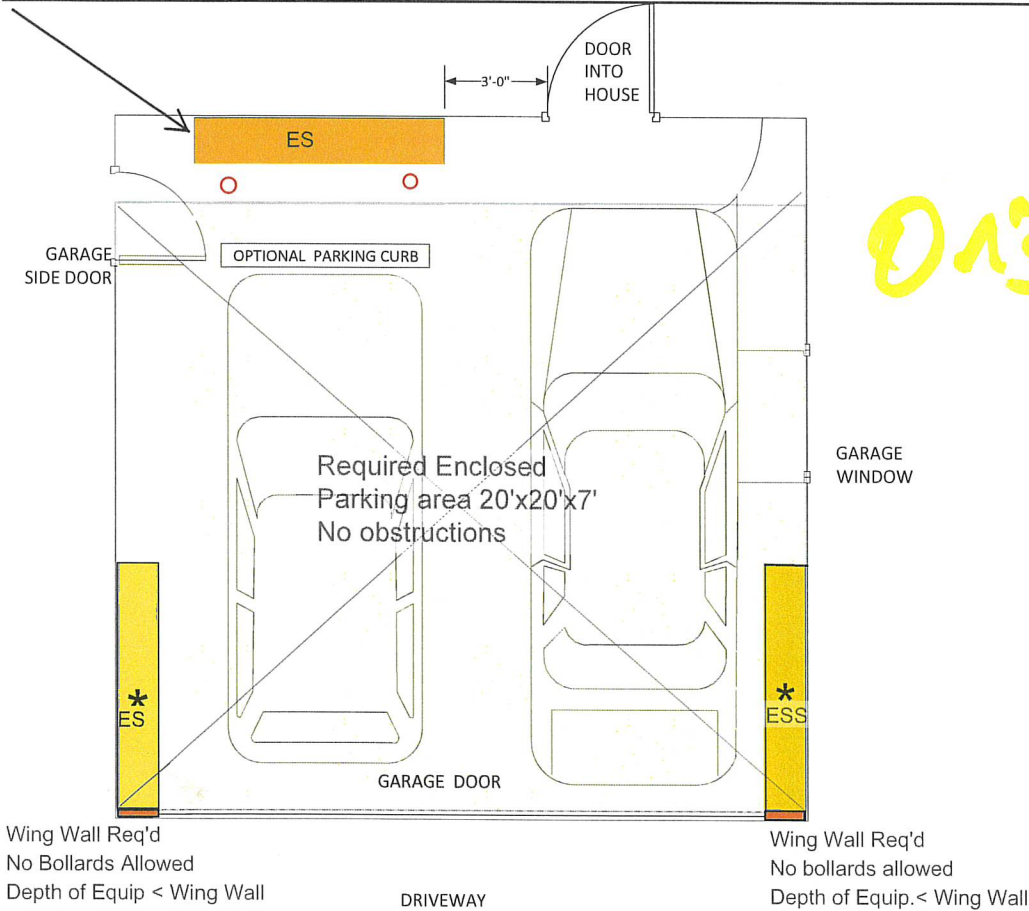 DOOR
INTO
HOUSE
3'-0"
ES
GARAGE
SIDE DOOR
OPTIONAL PARKING CURB
Required Enclosed
Parking area 20'x20'x7'
No obstructions
GARAGE
WINDOW
*
ES
*
ESS
GARAGE DOOR
Wing Wall Req'd
No Bollards Allowed
Depth of Equip < Wing Wall
Wing Wall Req'd
No bollards allowed
Depth of Equip.< Wing Wall
DRIVEWAY